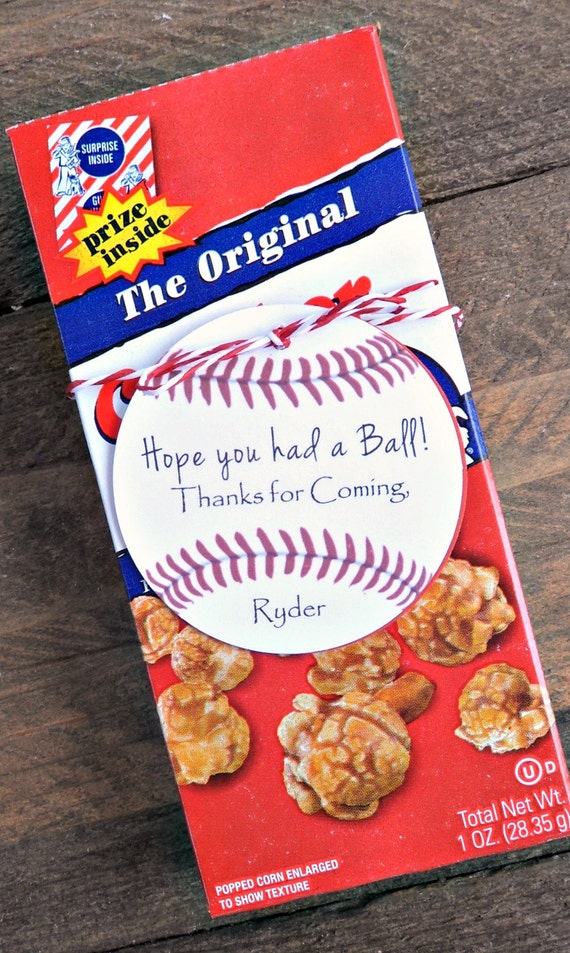 SURPRISE
INSIDE
prize
inside
The Original
Hope you had a Ball!
Thanks for Coming,
Ryder
U D
Total Net Wt.
1 OZ. (28.35 g)
POPPED CORN ENLARGED
TO SHOW TEXTURE